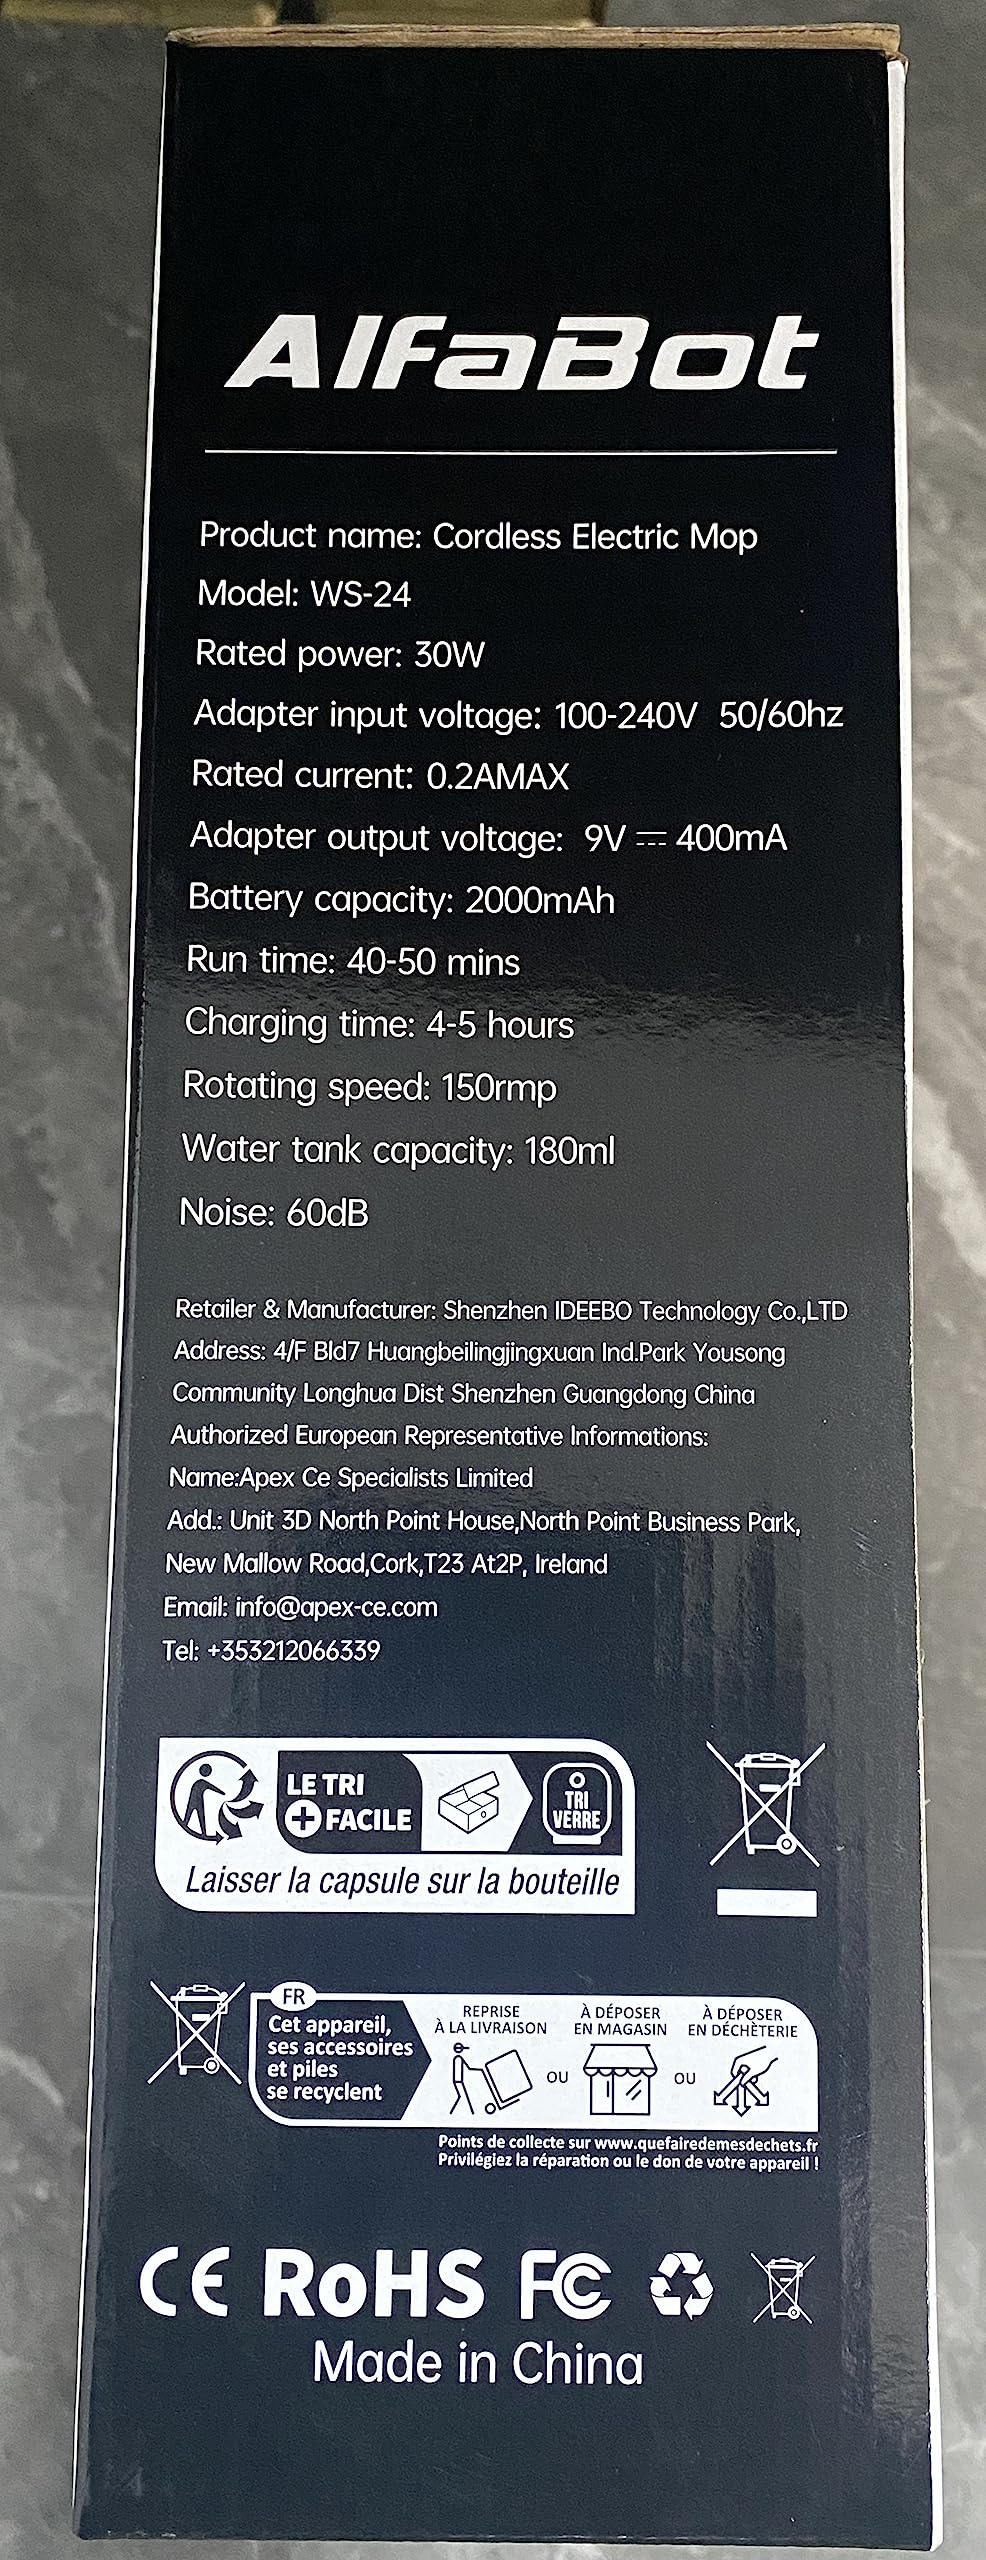 AlfaBot
Product name: Cordless Electric Mop
Model: WS-24
Rated power: 30W
Adapter input voltage: 100-240V 50/60hz
Rated current: 0.2AMAX
Adapter output voltage: 9V ⎓ 400mA
Battery capacity: 2000mAh
Run time: 40-50 mins
Charging time: 4-5 hours
Rotating speed: 150rmp
Water tank capacity: 180ml
Noise: 60dB
Retailer & Manufacturer: Shenzhen IDEEBO Technology Co.,LTD
Address: 4/F Bld7 Huangbeilingjingxuan Ind.Park Yousong
Community Longhua Dist Shenzhen Guangdong China
Authorized European Representative Informations:
Name:Apex Ce Specialists Limited
Add.: Unit 3D North Point House,North Point Business Park,
New Mallow Road,Cork,T23 At2P, Ireland
Email: info@apex-ce.com
Tel: +353212066339
LE TRI
+ FACILE
TRI
VERRE
Laisser la capsule sur la bouteille
FR
Cet appareil,
ses accessoires
et piles
se recyclent
REPRISE
À LA LIVRAISON
OU
À DÉPOSER
EN MAGASIN
OU
À DÉPOSER
EN DÉCHÈTERIE
Points de collecte sur www.quefairedemesdechets.fr
Privilégiez la réparation ou le don de votre appareil !
CE RoHS FC
Made in China